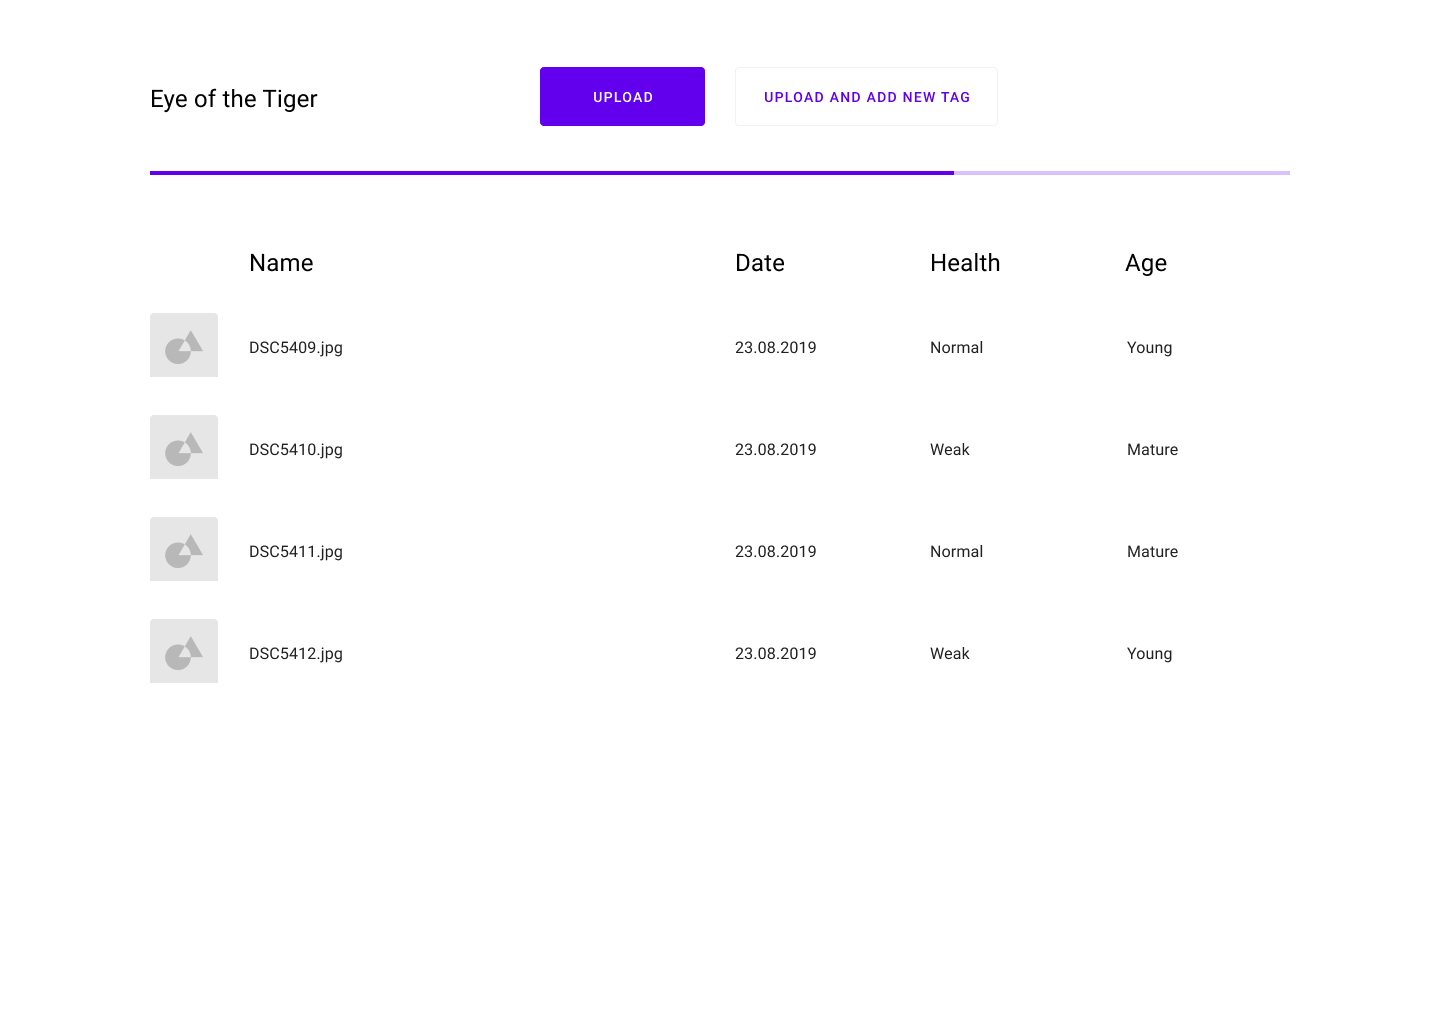 Eye of the Tiger
UPLOAD
UPLOAD AND ADD NEW TAG
Name Date Health Age
DSC5409.jpg 23.08.2019 Normal Young
DSC5410.jpg 23.08.2019 Weak Mature
DSC5411.jpg 23.08.2019 Normal Mature
DSC5412.jpg 23.08.2019 Weak Young